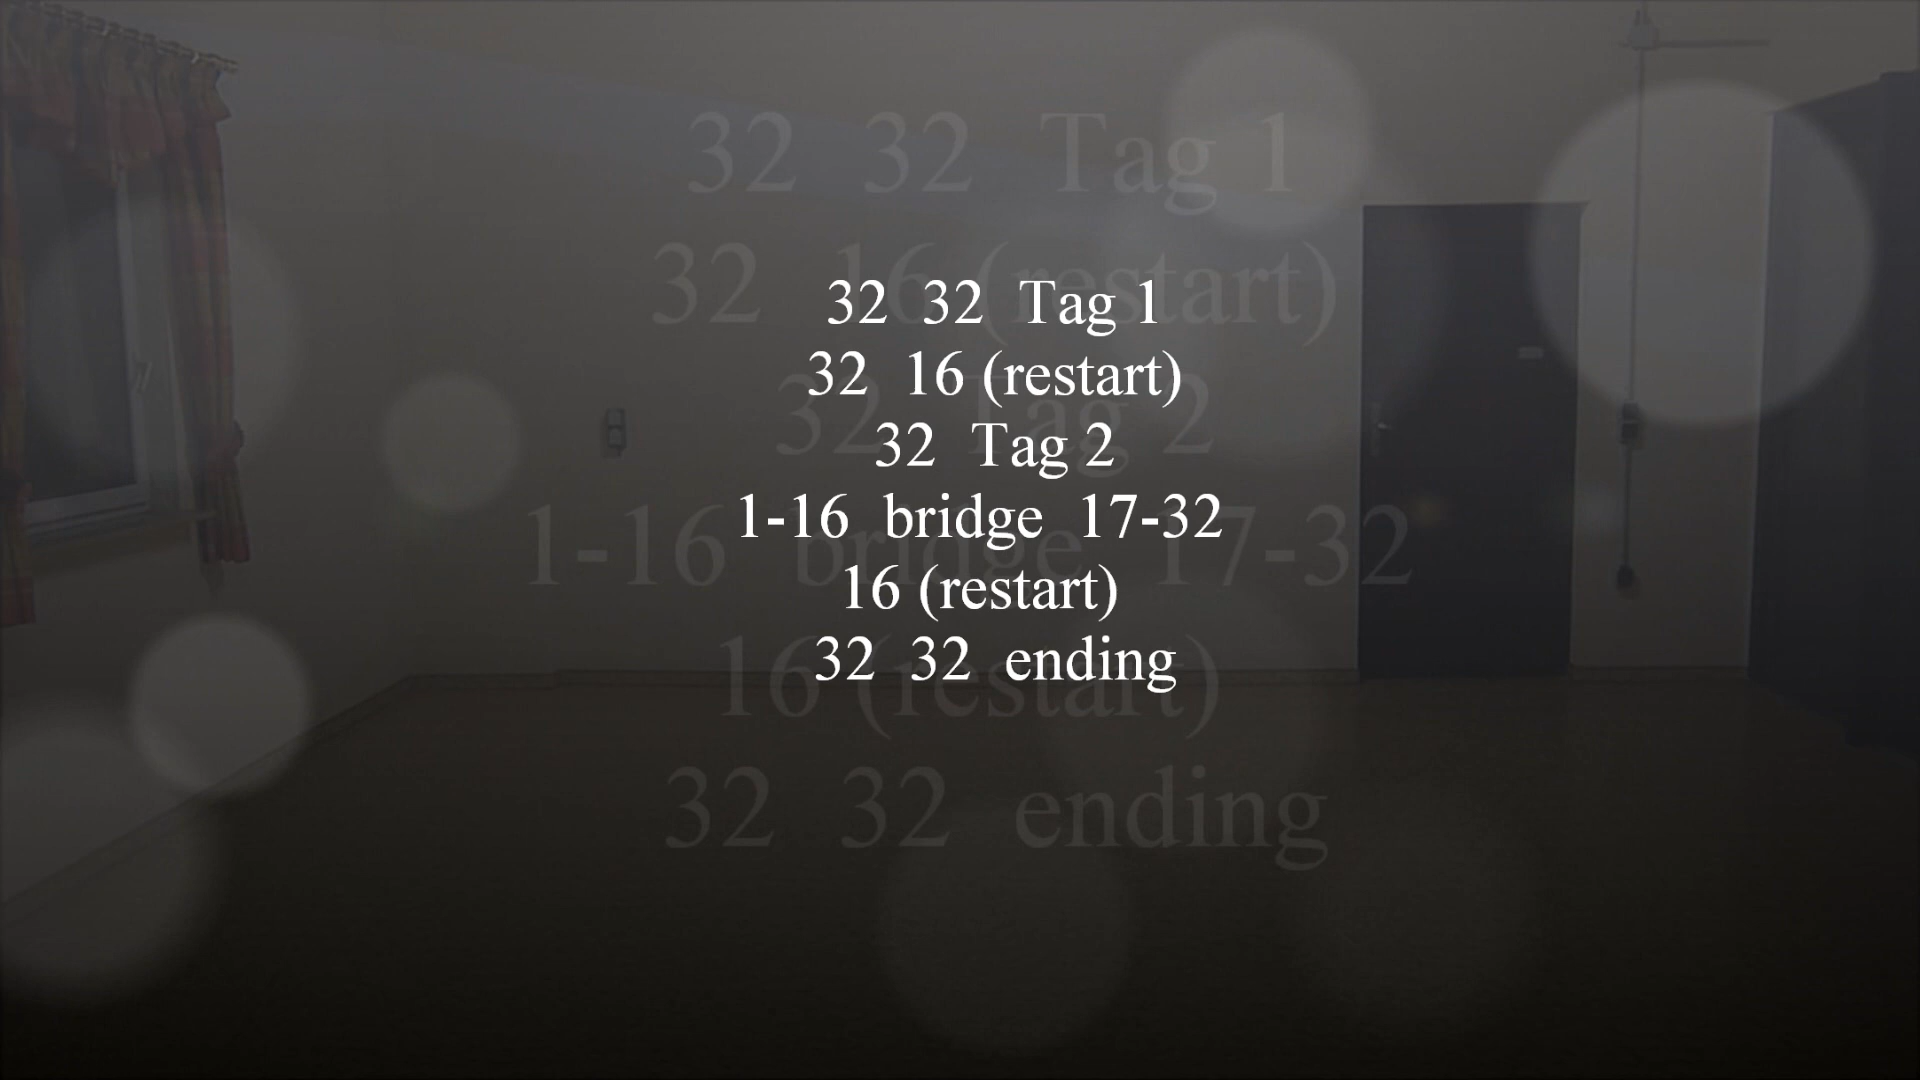 32 32 Tag 1
32 16 (restart)
32 Tag 2
1-16 bridge 17-32
16 (restart)
32 32 ending